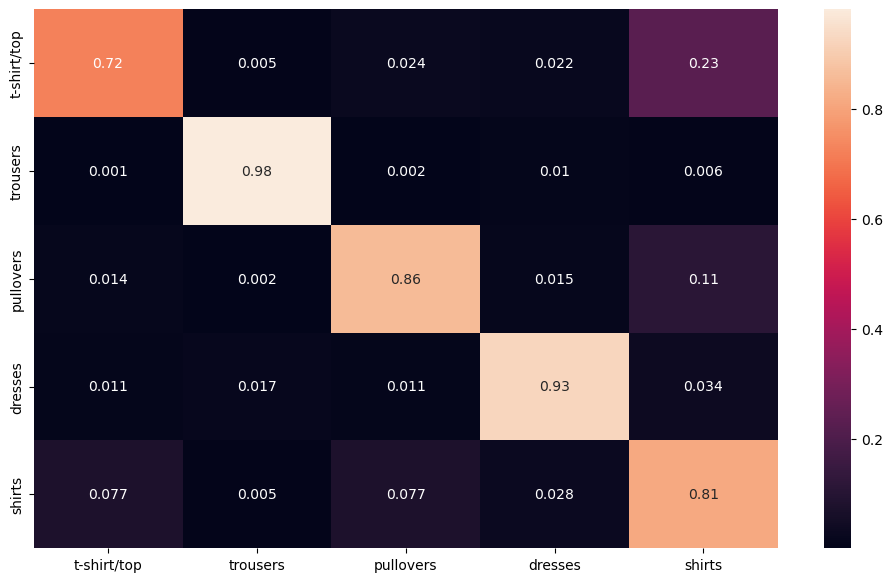 t-shirt/top 0.72 0.005 0.024 0.022 0.23
trousers 0.001 0.98 0.002 0.01 0.006
pullovers 0.014 0.002 0.86 0.015 0.11
dresses 0.011 0.017 0.011 0.93 0.034
shirts 0.077 0.005 0.077 0.028 0.81
t-shirt/top trousers pullovers dresses shirts
0.8
0.6
0.4
0.2